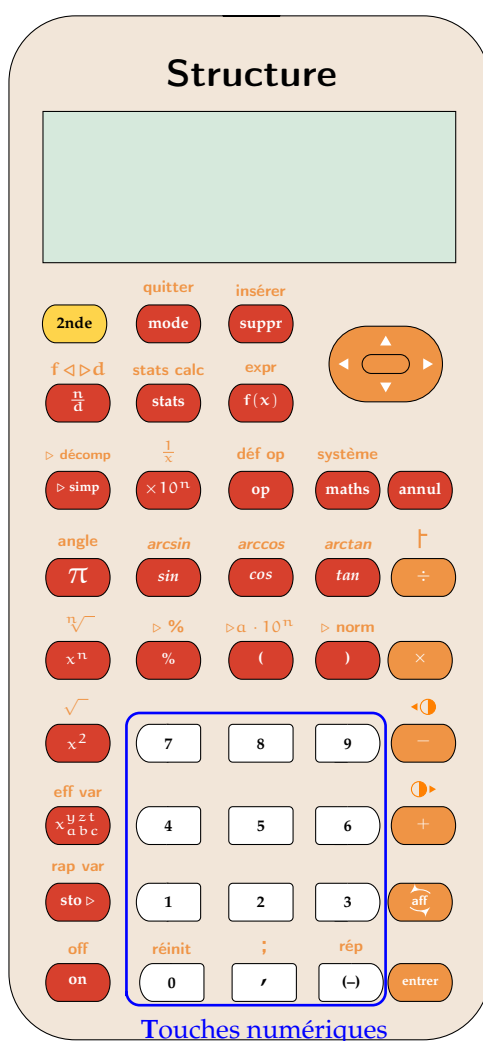 Structure
quitter insérer
2nde mode suppr
f ◁ ▷ d stats calc expr
n/d stats f(x)
▷ décomp 1/x déf op système
▷ simp ×10ⁿ op maths annul
angle arcsin arccos arctan ⊢
π sin cos tan ÷
ⁿ√ ▷ % ▷a · 10ⁿ ▷ norm
xⁿ % ( ) ×
√
x² 7 8 9 −
eff var
x y z t a b c 4 5 6 +
rap var
sto ▷ 1 2 3 aff
off réinit ; rép
on 0 , (−) entrer
Touches numériques